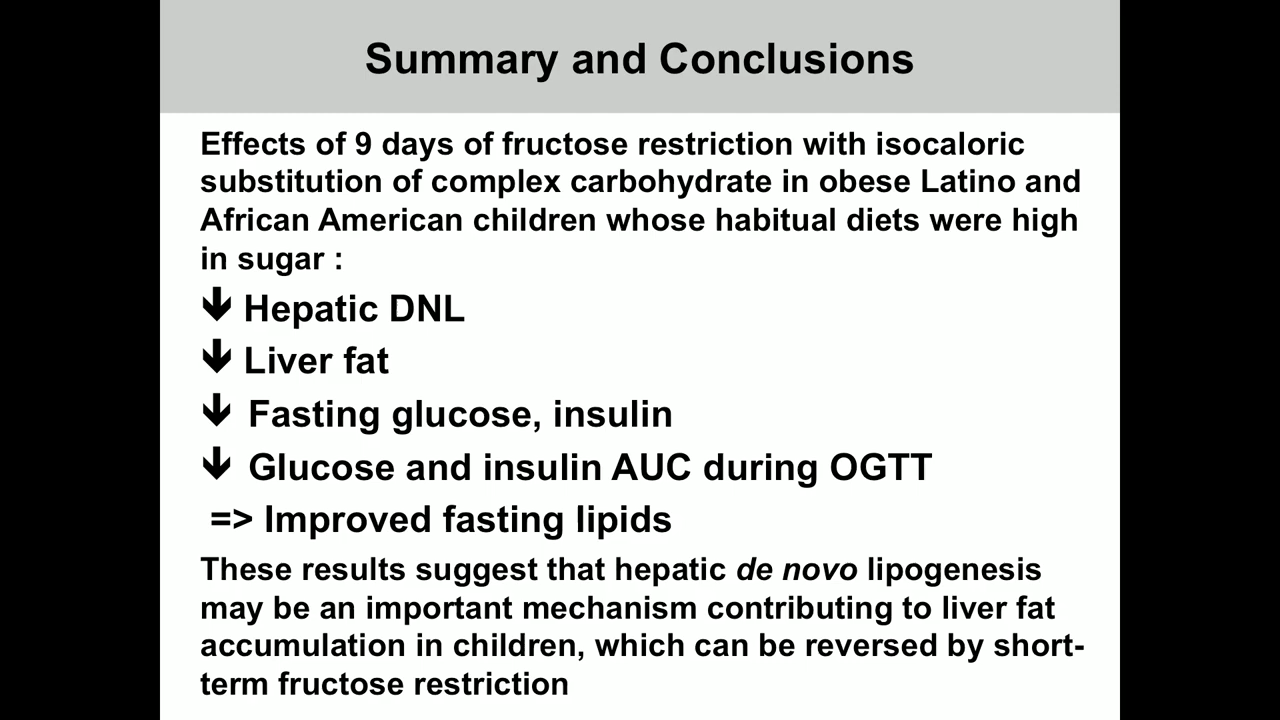 Summary and Conclusions
Effects of 9 days of fructose restriction with isocaloric
substitution of complex carbohydrate in obese Latino and
African American children whose habitual diets were high
in sugar :
🡻 Hepatic DNL
🡻 Liver fat
🡻 Fasting glucose, insulin
🡻 Glucose and insulin AUC during OGTT
=> Improved fasting lipids
These results suggest that hepatic de novo lipogenesis
may be an important mechanism contributing to liver fat
accumulation in children, which can be reversed by short-
term fructose restriction